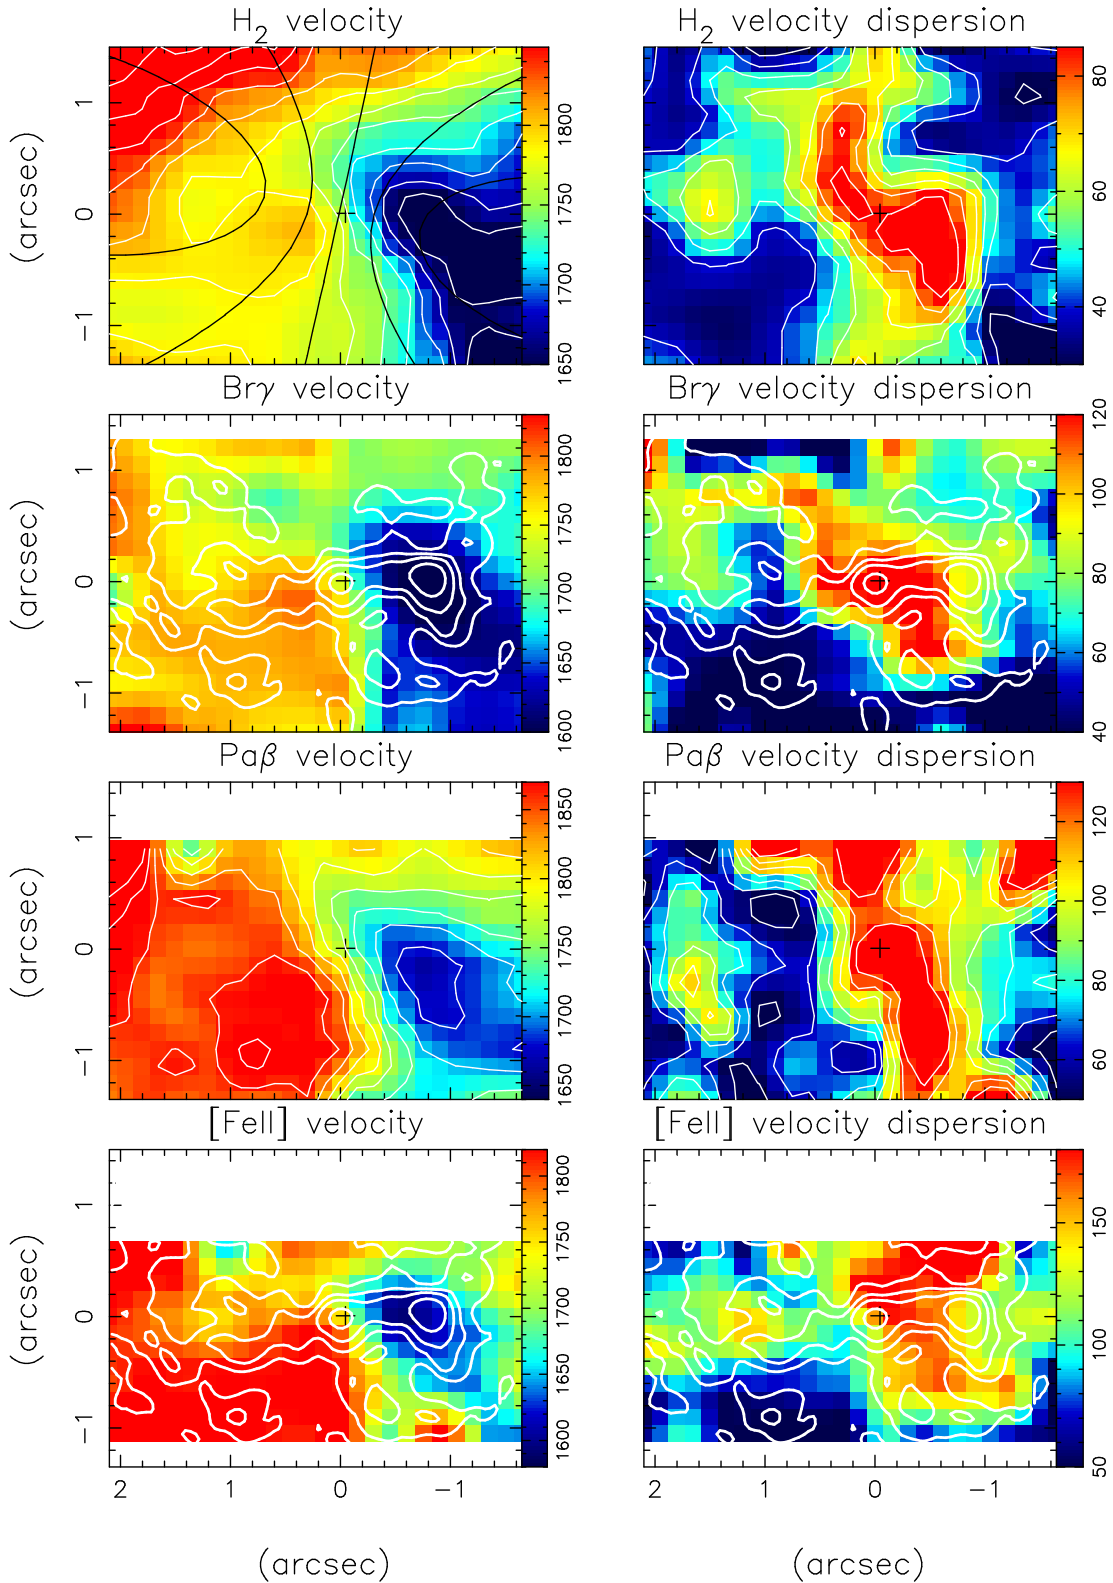 H2 velocity
H2 velocity dispersion
(arcsec)
1
0
−1
1650 1700 1750 1800
40 60 80
Brγ velocity
Brγ velocity dispersion
(arcsec)
1
0
−1
1600 1650 1700 1750 1800
40 60 80 100 120
Paβ velocity
Paβ velocity dispersion
(arcsec)
1
0
−1
1650 1700 1750 1800 1850
60 80 100 120
[FeII] velocity
[FeII] velocity dispersion
(arcsec)
1
0
−1
1600 1650 1700 1750 1800
50 100 150
2 1 0 −1
2 1 0 −1
(arcsec)
(arcsec)